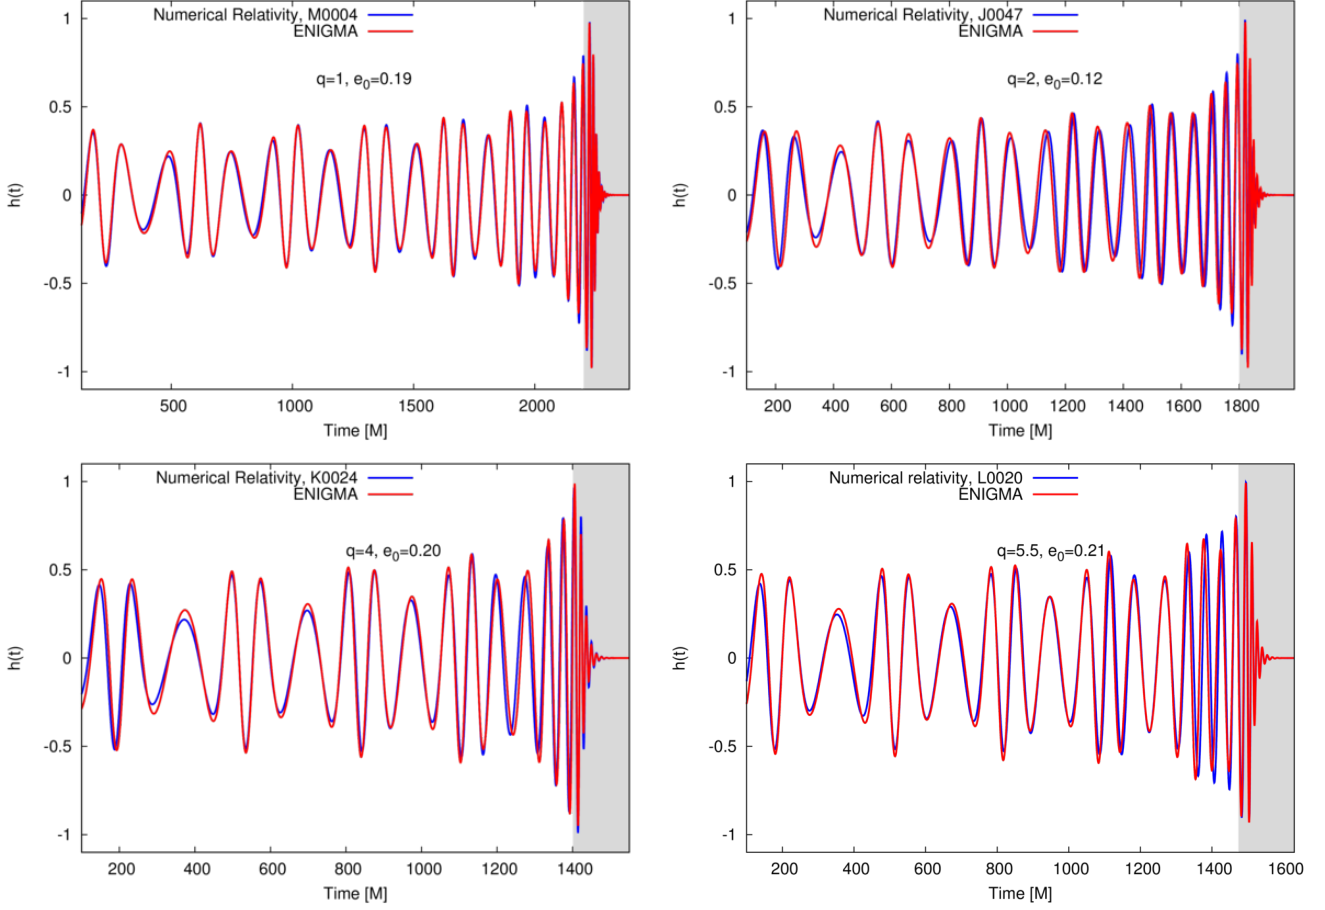 Numerical Relativity, M0004
ENIGMA
q=1, e0=0.19
1
0.5
0
-0.5
-1
h(t)
500 1000 1500 2000
Time [M]
Numerical Relativity, J0047
ENIGMA
q=2, e0=0.12
1
0.5
0
-0.5
-1
h(t)
200 400 600 800 1000 1200 1400 1600 1800
Time [M]
Numerical Relativity, K0024
ENIGMA
q=4, e0=0.20
1
0.5
0
-0.5
-1
h(t)
200 400 600 800 1000 1200 1400
Time [M]
Numerical relativity, L0020
ENIGMA
q=5.5, e0=0.21
1
0.5
0
-0.5
-1
h(t)
200 400 600 800 1000 1200 1400 1600
Time [M]